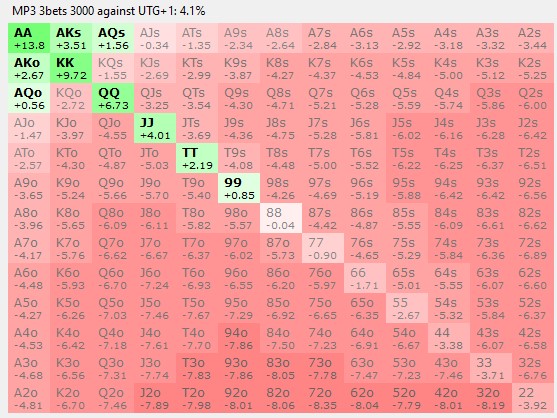 MP3 3bets 3000 against UTG+1: 4.1%
AA AKs AQs AJs ATs A9s A8s A7s A6s A5s A4s A3s A2s
+13.8 +3.51 +1.56 -0.34 -1.35 -2.34 -2.64 -2.84 -3.13 -2.92 -3.18 -3.32 -3.44
AKo KK KQs KJs KTs K9s K8s K7s K6s K5s K4s K3s K2s
+2.67 +9.72 -1.55 -2.69 -2.99 -3.87 -4.27 -4.37 -4.53 -4.84 -5.00 -5.12 -5.25
AQo KQo QQ QJs QTs Q9s Q8s Q7s Q6s Q5s Q4s Q3s Q2s
+0.56 -2.72 +6.73 -3.25 -3.54 -4.30 -4.71 -5.21 -5.28 -5.59 -5.74 -5.86 -6.00
AJo KJo QJo JJ JTs J9s J8s J7s J6s J5s J4s J3s J2s
-1.47 -3.97 -4.55 +4.01 -3.69 -4.36 -4.75 -5.28 -5.81 -6.02 -6.16 -6.28 -6.42
ATo KTo QTo JTo TT T9s T8s T7s T6s T5s T4s T3s T2s
-2.57 -4.30 -4.87 -5.03 +2.19 -4.08 -4.48 -5.00 -5.52 -6.22 -6.25 -6.37 -6.51
A9o K9o Q9o J9o T9o 99 98s 97s 96s 95s 94s 93s 92s
-3.65 -5.24 -5.66 -5.70 -5.40 +0.85 -4.26 -4.69 -5.19 -5.88 -6.42 -6.42 -6.56
A8o K8o Q8o J8o T8o 98o 88 87s 86s 85s 84s 83s 82s
-3.96 -5.65 -6.09 -6.11 -5.82 -5.57 -0.04 -4.42 -4.87 -5.55 -6.09 -6.61 -6.62
A7o K7o Q7o J7o T7o 97o 87o 77 76s 75s 74s 73s 72s
-4.17 -5.76 -6.62 -6.67 -6.37 -6.02 -5.73 -0.90 -4.65 -5.29 -5.84 -6.36 -6.89
A6o K6o Q6o J6o T6o 96o 86o 76o 66 65s 64s 63s 62s
-4.48 -5.93 -6.70 -7.24 -6.93 -6.55 -6.20 -5.97 -1.71 -5.01 -5.55 -6.07 -6.60
A5o K5o Q5o J5o T5o 95o 85o 75o 65o 55 54s 53s 52s
-4.27 -6.26 -7.03 -7.46 -7.67 -7.29 -6.92 -6.65 -6.35 -2.67 -5.32 -5.84 -6.37
A4o K4o Q4o J4o T4o 94o 84o 74o 64o 54o 44 43s 42s
-4.53 -6.42 -7.18 -7.61 -7.70 -7.86 -7.50 -7.23 -6.91 -6.67 -3.38 -6.07 -6.58
A3o K3o Q3o J3o T3o 93o 83o 73o 63o 53o 43o 33 32s
-4.68 -6.56 -7.31 -7.74 -7.83 -7.86 -8.05 -7.78 -7.47 -7.23 -7.46 -3.71 -6.76
A2o K2o Q2o J2o T2o 92o 82o 72o 62o 52o 42o 32o 22
-4.81 -6.70 -7.46 -7.89 -7.98 -8.01 -8.06 -8.35 -8.04 -7.79 -8.01 -8.19 -3.92